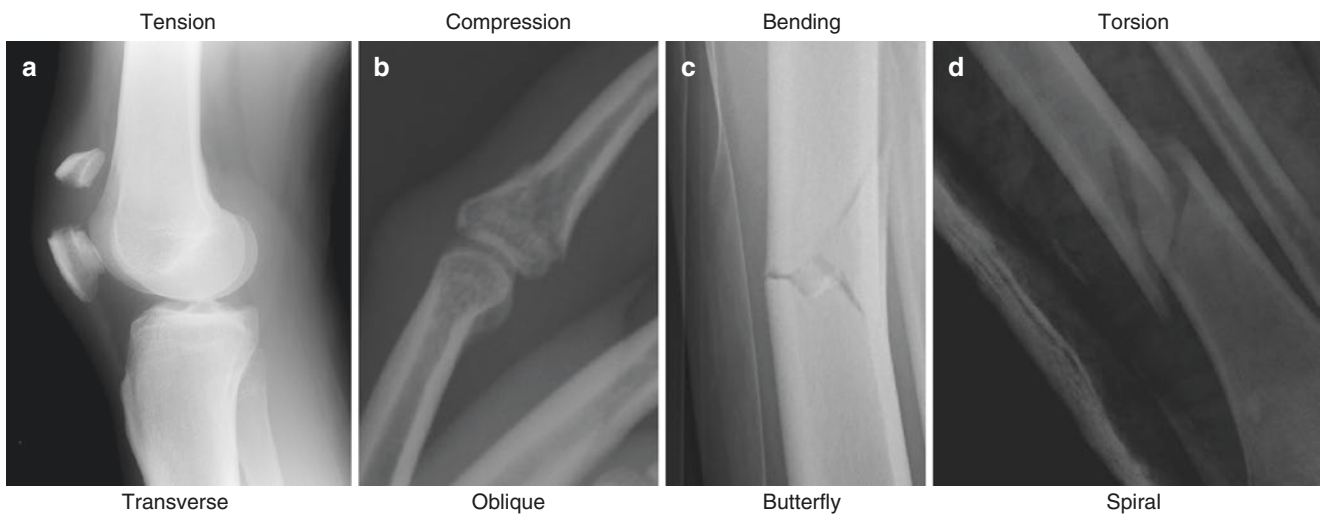 Tension Compression Bending Torsion
a b c d
Transverse Oblique Butterfly Spiral